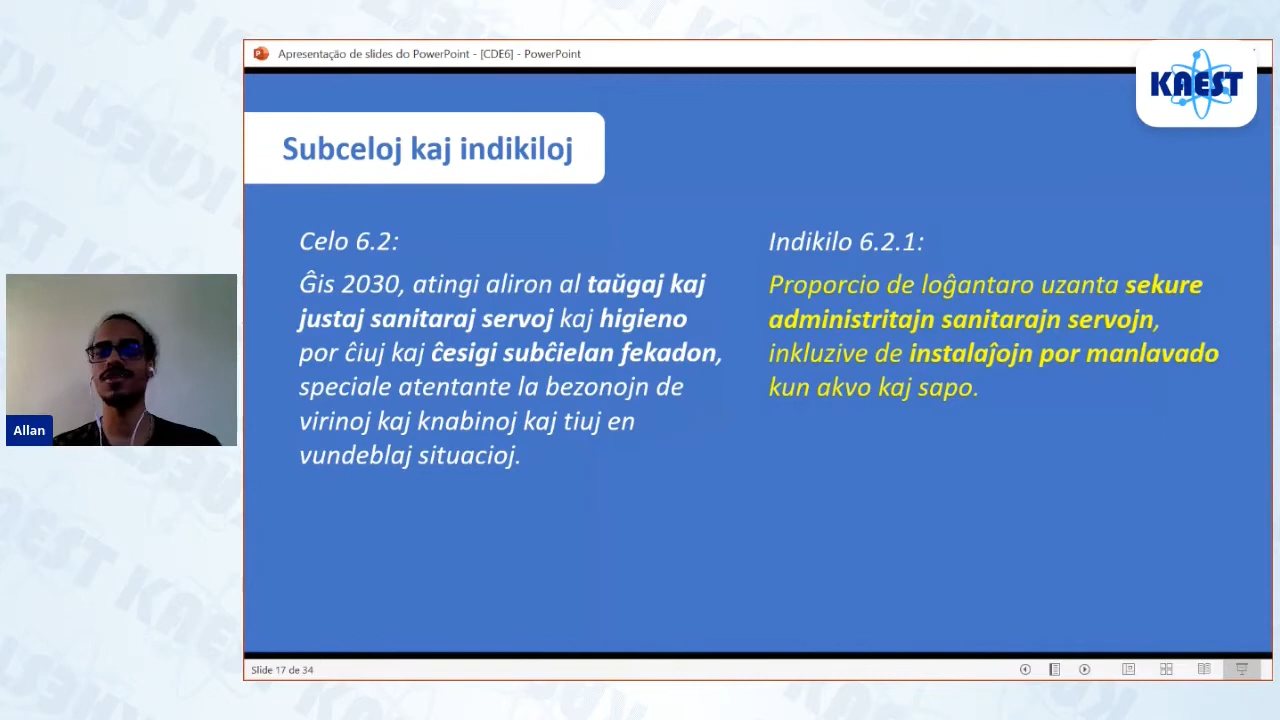 Apresentação de slides do PowerPoint - [CDE6] - PowerPoint
KAEST
Subceloj kaj indikiloj
Celo 6.2:
Ĝis 2030, atingi aliron al taŭgaj kaj
justaj sanitaraj servoj kaj higieno
por ĉiuj kaj ĉesigi subĉielan fekadon,
speciale atentante la bezonojn de
virinoj kaj knabinoj kaj tiuj en
vundeblaj situacioj.
Indikilo 6.2.1:
Proporcio de loĝantaro uzanta sekure
administritajn sanitarajn servojn,
inkluzive de instalaĵojn por manlavado
kun akvo kaj sapo.
Allan
Slide 17 de 34